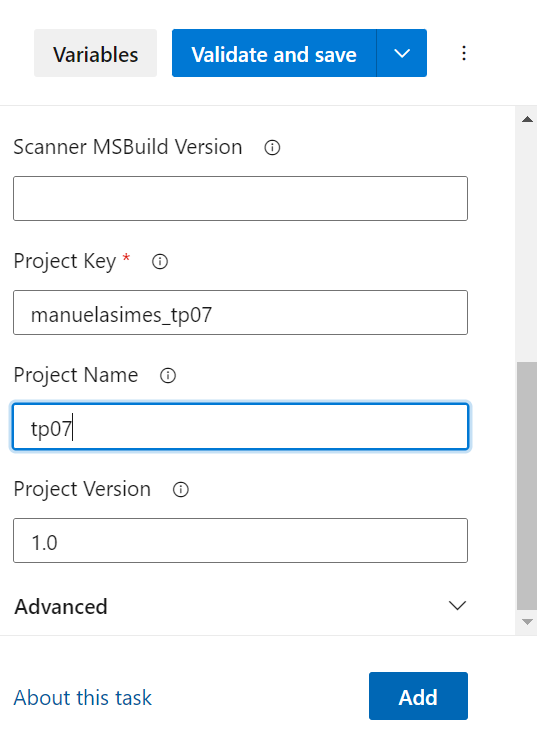 Variables
Validate and save
Scanner MSBuild Version
Project Key *
manuelasimes_tp07
Project Name
tp07
Project Version
1.0
Advanced
About this task
Add